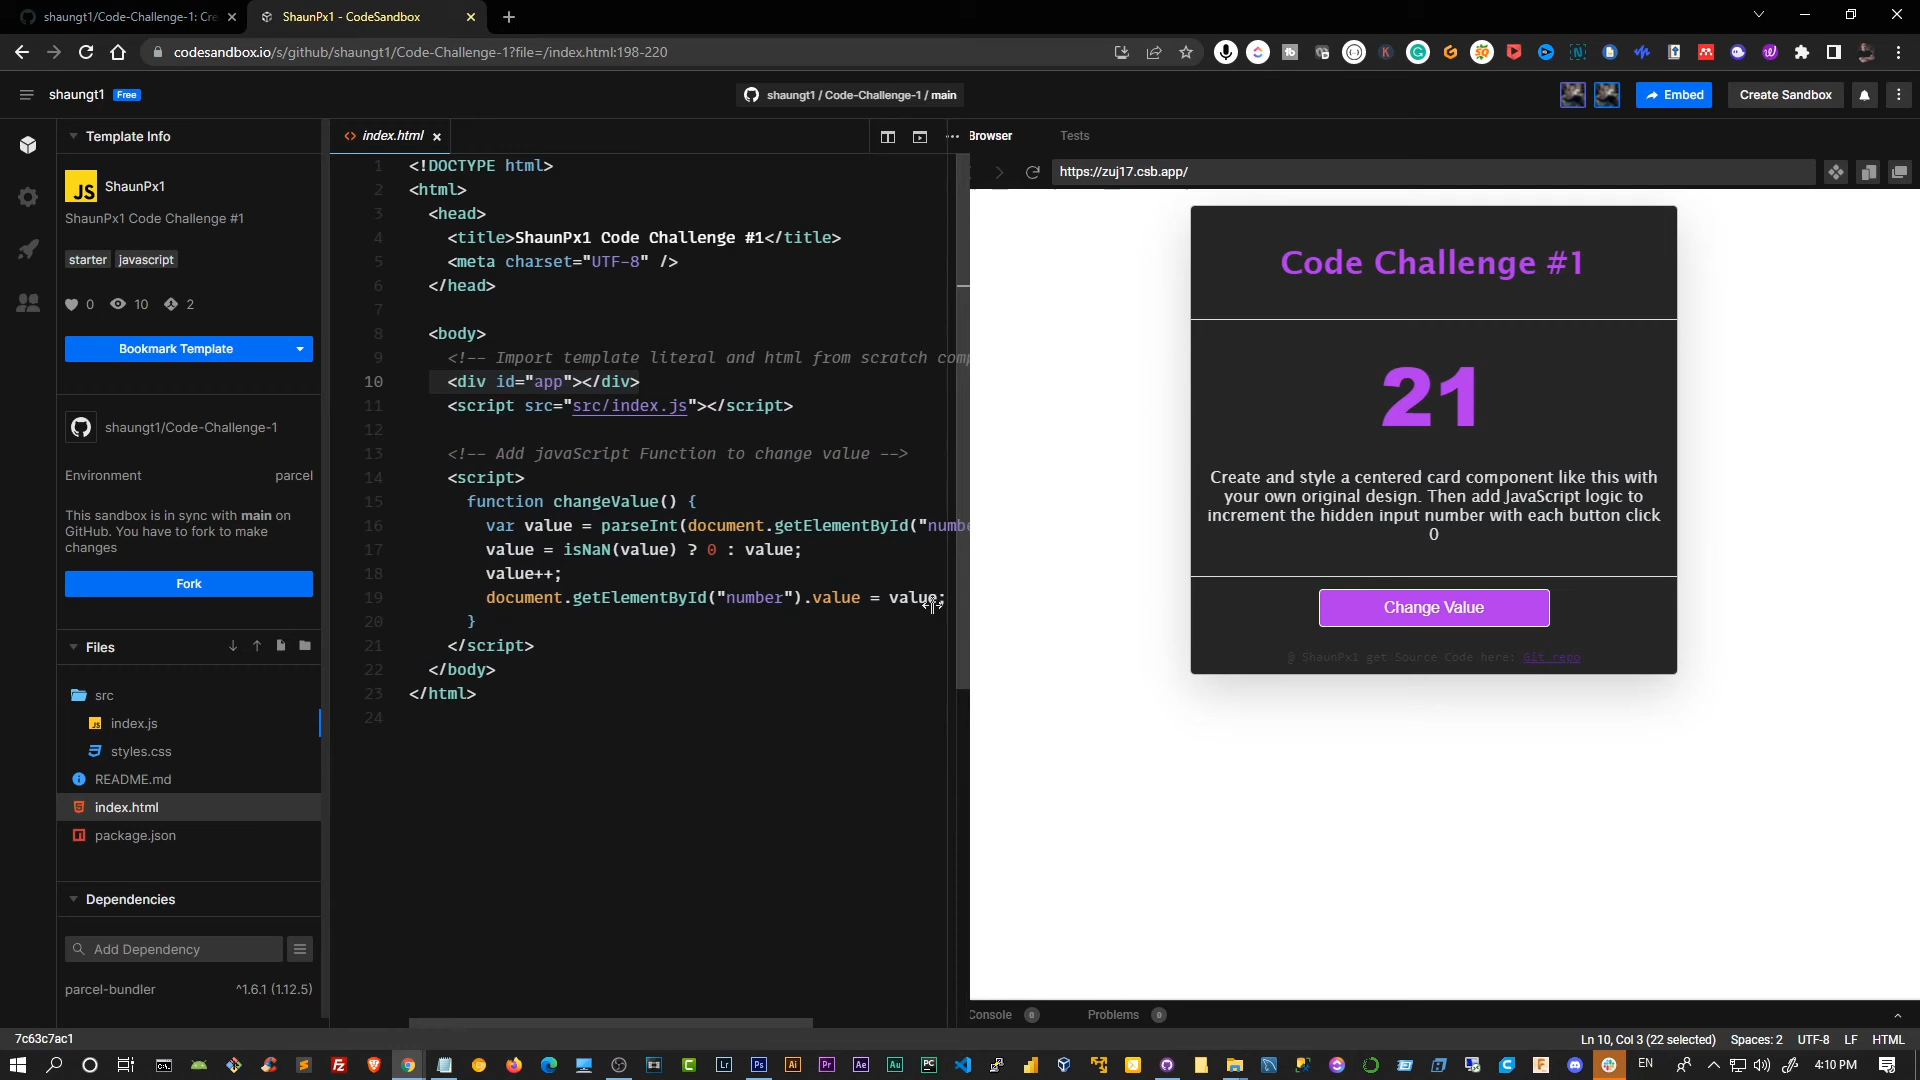 shaungt1/Code-Challenge-1: Cre
ShaunPx1 - CodeSandbox
codesandbox.io/s/github/shaungt1/Code-Challenge-1?file=/index.html:198-220
shaungt1 Free
shaungt1 / Code-Challenge-1 / main
Embed
Create Sandbox
Template Info
JS
ShaunPx1
ShaunPx1 Code Challenge #1
starter javascript
0 10 2
Bookmark Template
shaungt1/Code-Challenge-1
Environment parcel
This sandbox is in sync with main on
GitHub. You have to fork to make
changes
Fork
Files
src
index.js
styles.css
README.md
index.html
package.json
Dependencies
Add Dependency
parcel-bundler ^1.6.1 (1.12.5)
index.html
1 <!DOCTYPE html>
2 <html>
3 <head>
4 <title>ShaunPx1 Code Challenge #1</title>
5 <meta charset="UTF-8" />
6 </head>
7
8 <body>
9 <!-- Import template literal and html from scratch comp
10 <div id="app"></div>
11 <script src="src/index.js"></script>
12
13 <!-- Add javaScript Function to change value -->
14 <script>
15 function changeValue() {
16 var value = parseInt(document.getElementById("numbe
17 value = isNaN(value) ? 0 : value;
18 value++;
19 document.getElementById("number").value = value;
20 }
21 </script>
22 </body>
23 </html>
24
Browser
Tests
https://zuj17.csb.app/
Code Challenge #1
21
Create and style a centered card component like this with
your own original design. Then add JavaScript logic to
increment the hidden input number with each button click
0
Change Value
@ ShaunPx1 get Source Code here: Git repo
Console 0
Problems 0
7c63c7ac1
Ln 10, Col 3 (22 selected) Spaces: 2 UTF-8 LF HTML
EN
4:10 PM